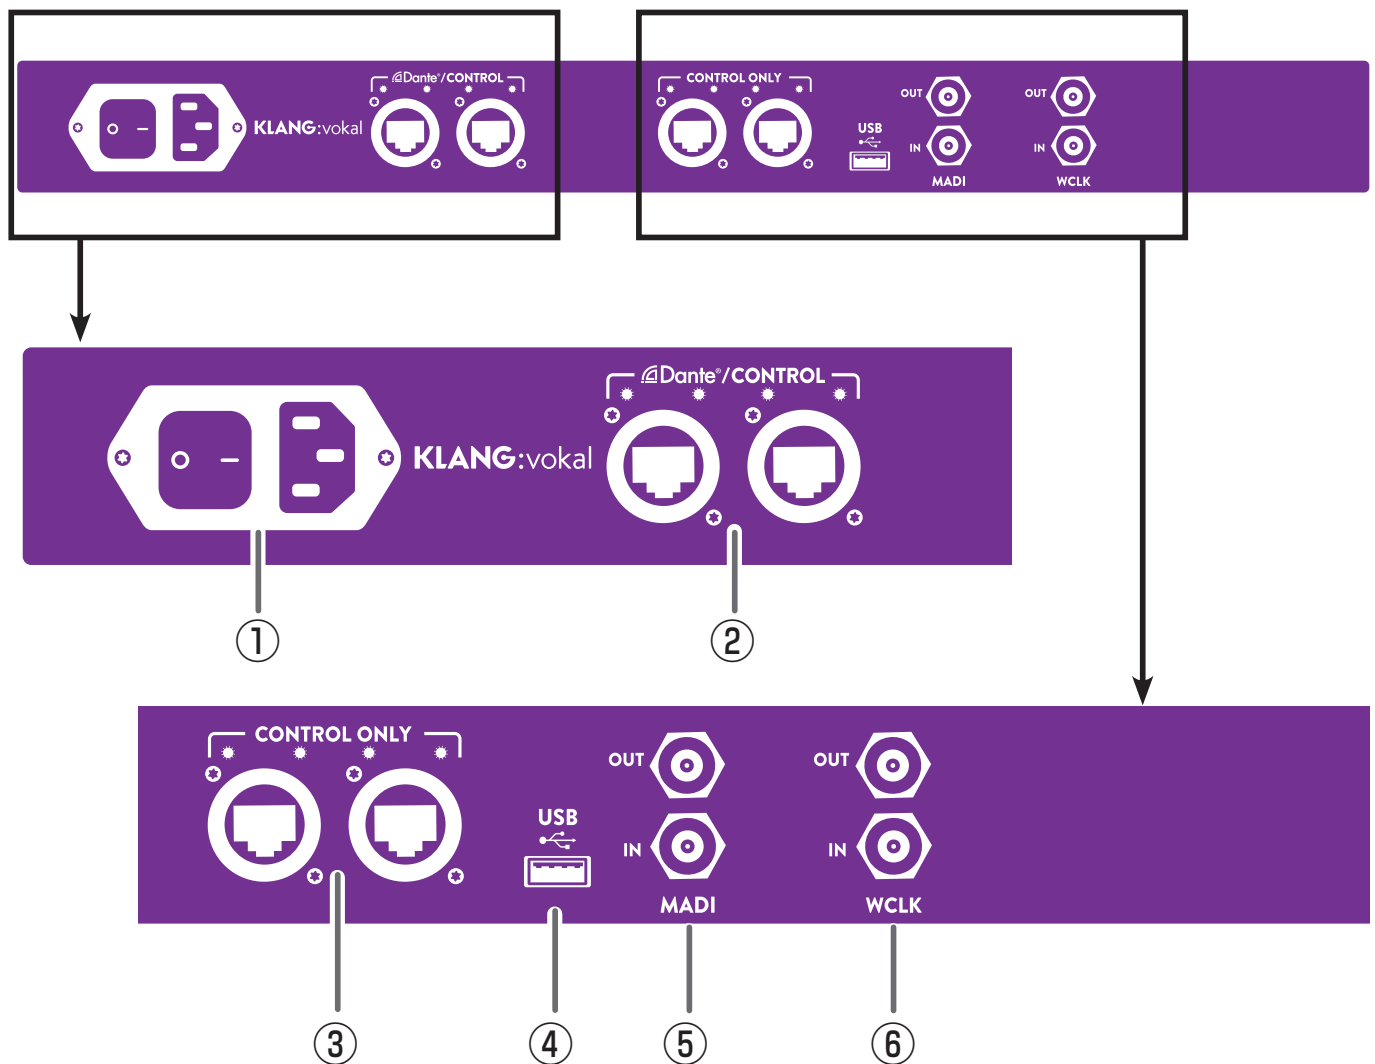 Dante®/CONTROL
KLANG:vokal
CONTROL ONLY
USB
OUT
IN
MADI
OUT
IN
WCLK
Dante®/CONTROL
KLANG:vokal
①
②
CONTROL ONLY
OUT
OUT
USB
IN
IN
MADI
WCLK
③
④
⑤
⑥